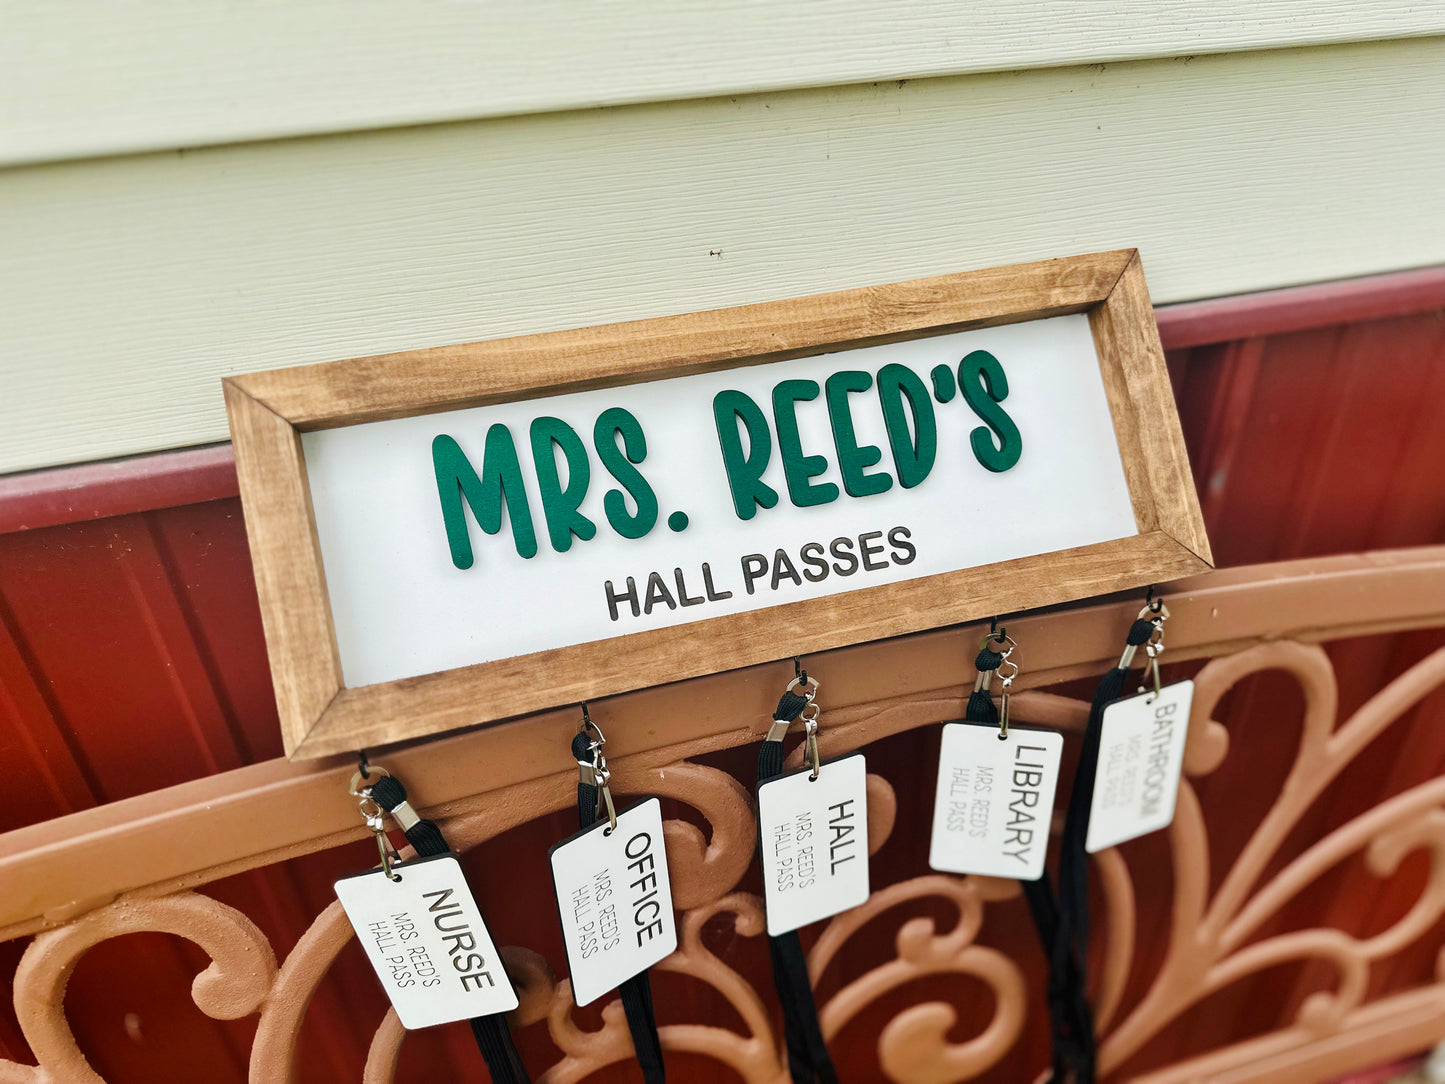 MRS. REED'S
HALL PASSES
NURSE
MRS. REED'S
HALL PASS
OFFICE
MRS. REED'S
HALL PASS
HALL
MRS. REED'S
HALL PASS
LIBRARY
MRS. REED'S
HALL PASS
BATHROOM
MRS. REED'S
HALL PASS